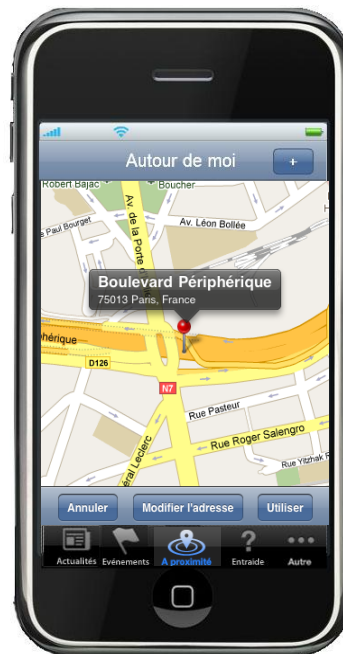 Autour de moi
+
Robert Bajac
Boucher
Paul Bourget
Av. Léon Bollée
Av. de la Porte d
Boulevard Périphérique
75013 Paris, France
hérique
D126
N7
Rue Pasteur
éral Leclerc
Rue Roger Salengro
Rue Yitzhak R
Annuler
Modifier l'adresse
Utiliser
Actualités
Evénements
A proximité
?
Entraide
Autre